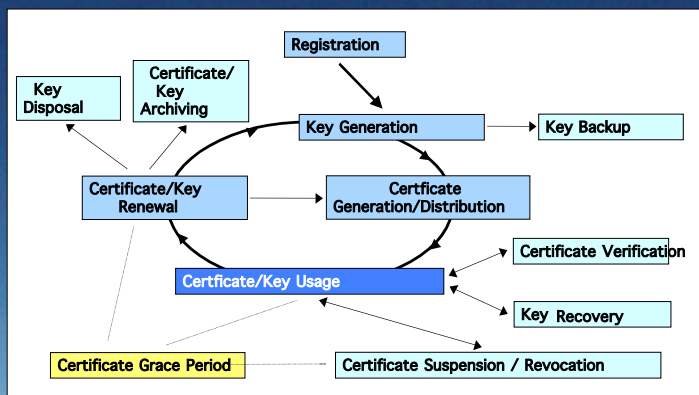 Registration
Certificate/
Key
Archiving
Key
Disposal
Key Generation
Key Backup
Certificate/Key
Renewal
Certficate
Generation/Distribution
Certificate Verification
Certficate/Key Usage
Key Recovery
Certificate Grace Period
Certificate Suspension / Revocation